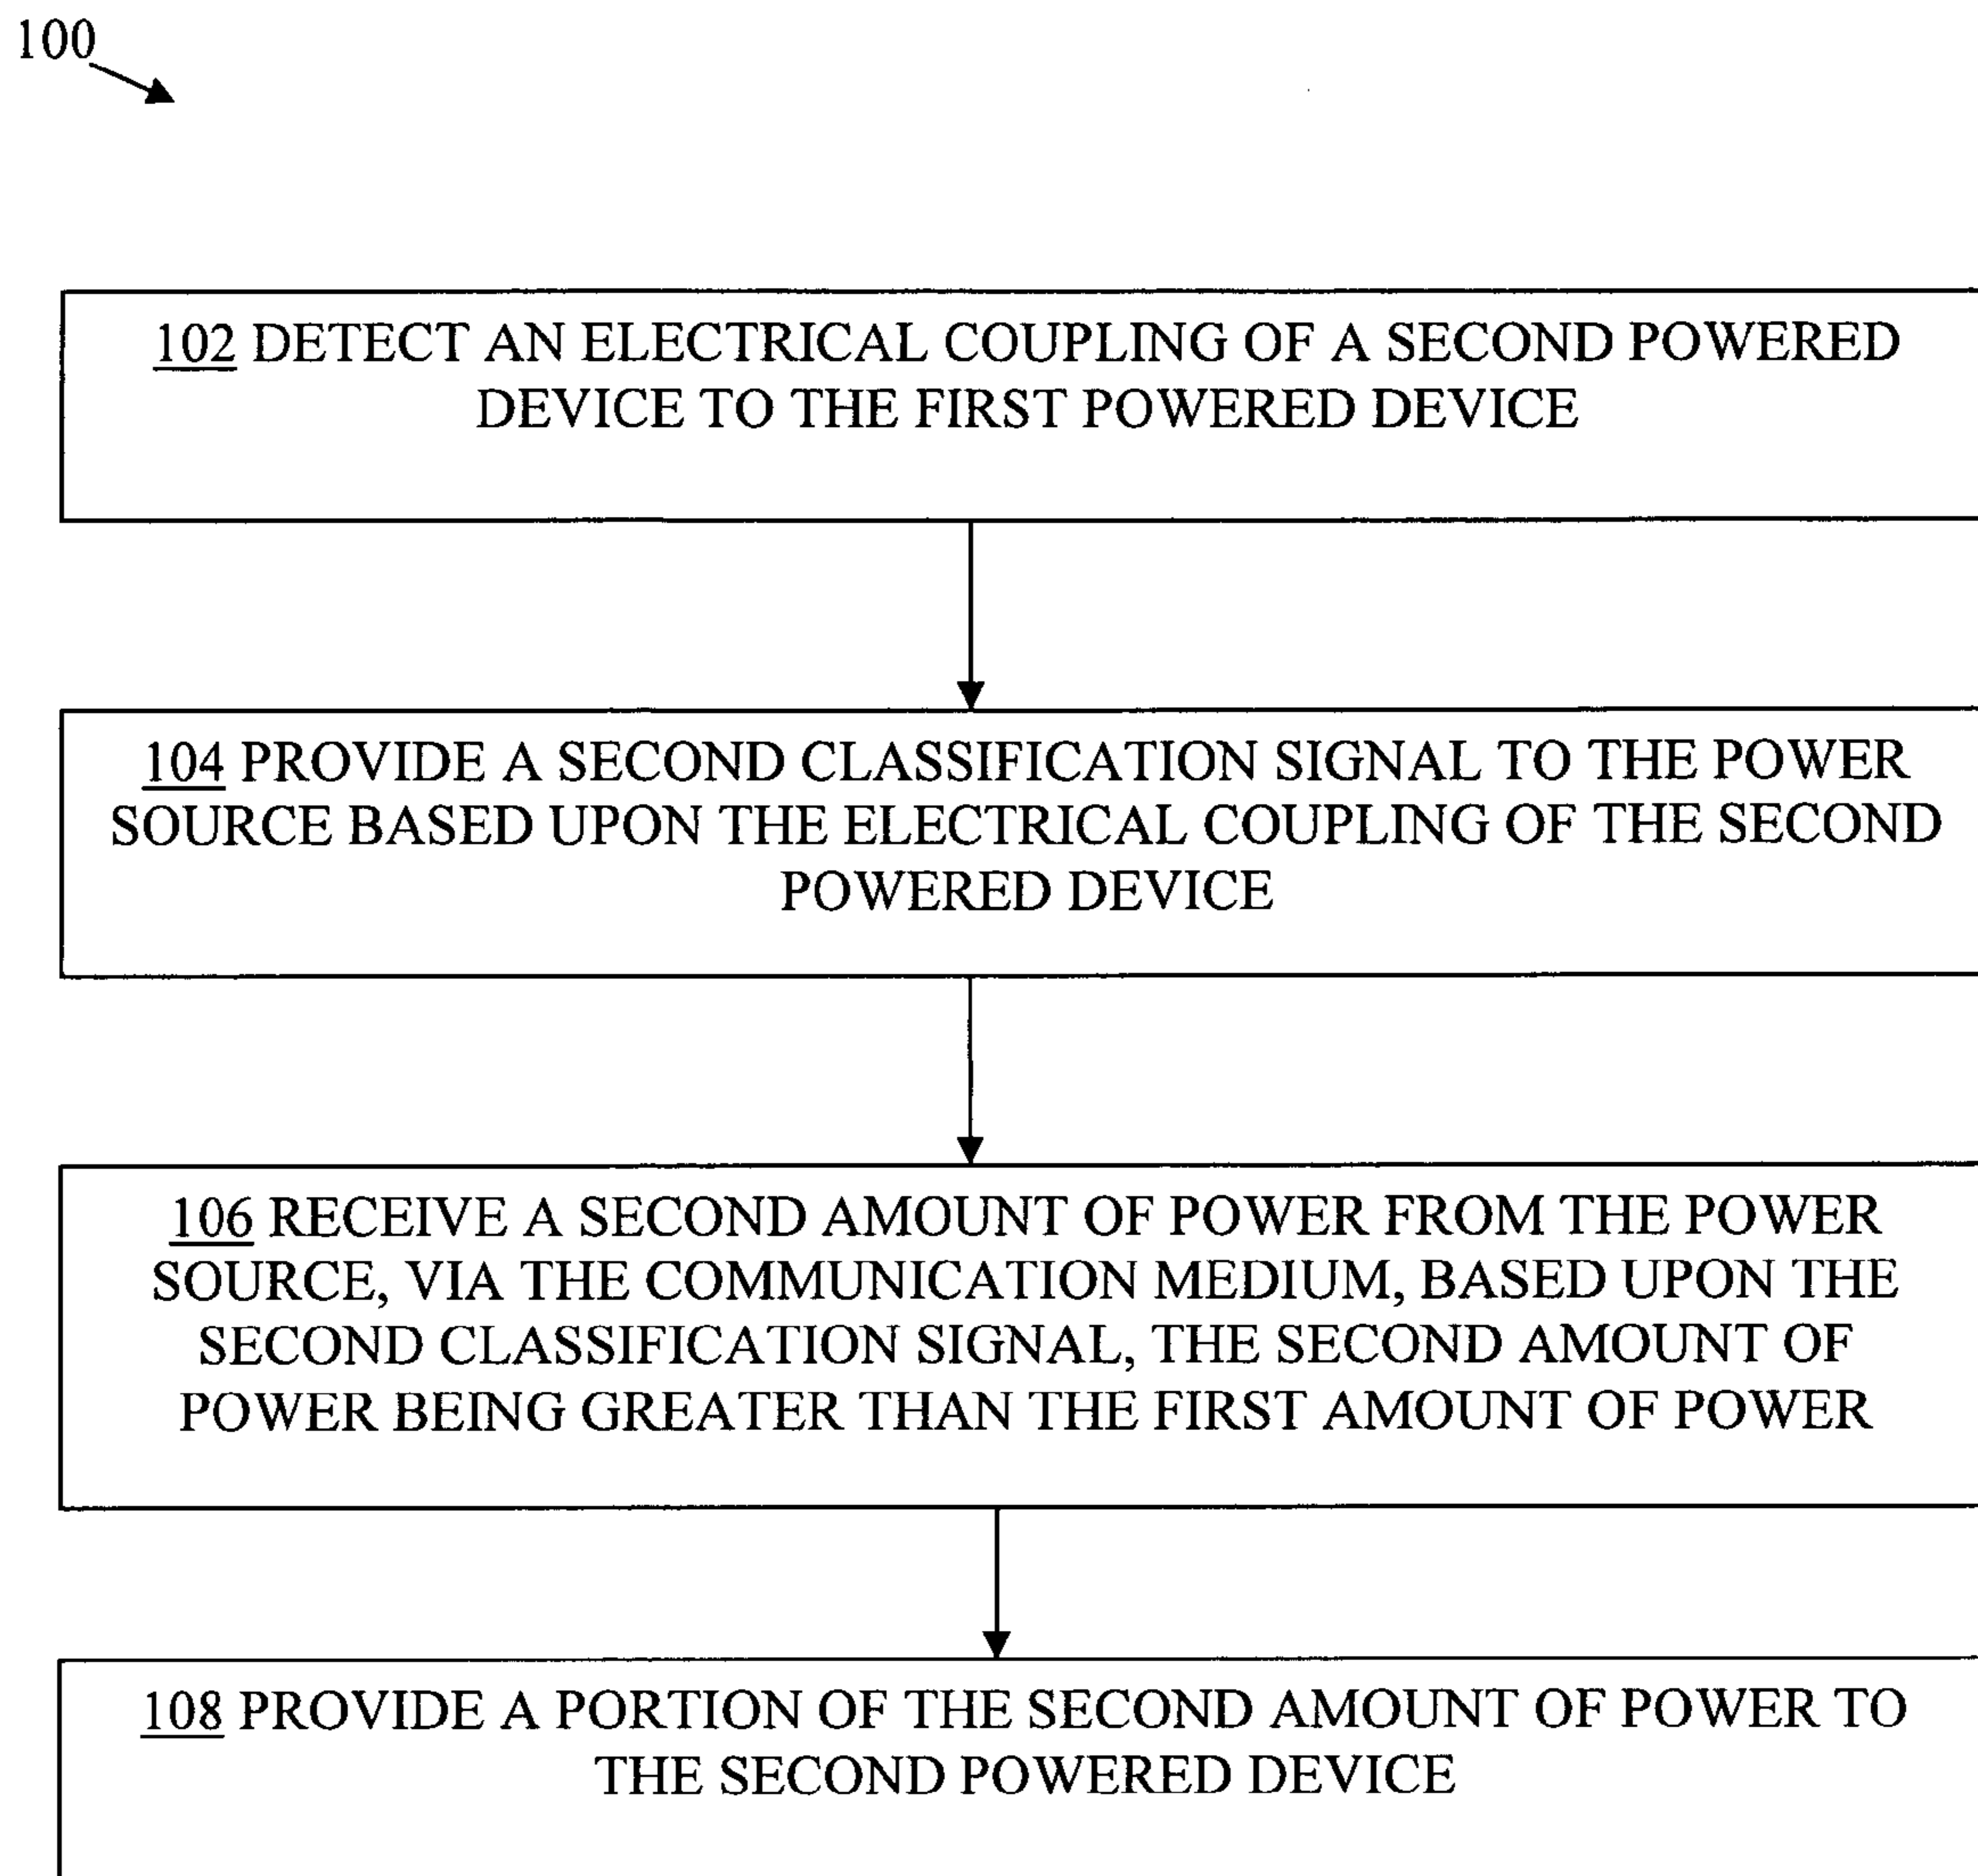 100
102 DETECT AN ELECTRICAL COUPLING OF A SECOND POWERED
DEVICE TO THE FIRST POWERED DEVICE
104 PROVIDE A SECOND CLASSIFICATION SIGNAL TO THE POWER
SOURCE BASED UPON THE ELECTRICAL COUPLING OF THE SECOND
POWERED DEVICE
106 RECEIVE A SECOND AMOUNT OF POWER FROM THE POWER
SOURCE, VIA THE COMMUNICATION MEDIUM, BASED UPON THE
SECOND CLASSIFICATION SIGNAL, THE SECOND AMOUNT OF
POWER BEING GREATER THAN THE FIRST AMOUNT OF POWER
108 PROVIDE A PORTION OF THE SECOND AMOUNT OF POWER TO
THE SECOND POWERED DEVICE